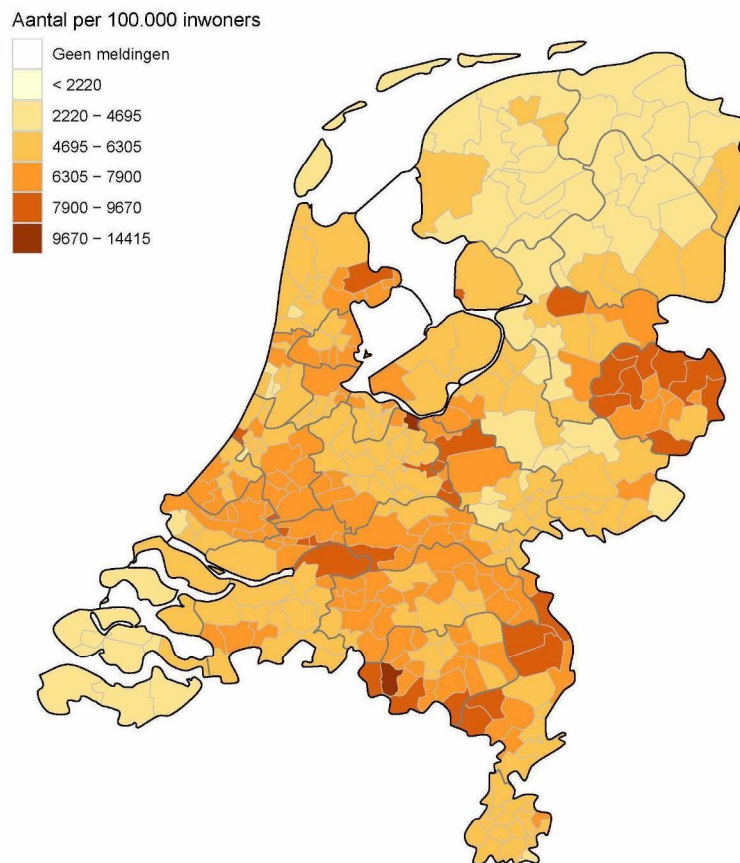 Aantal per 100.000 inwoners
Geen meldingen
< 2220
2220 – 4695
4695 – 6305
6305 – 7900
7900 – 9670
9670 – 14415